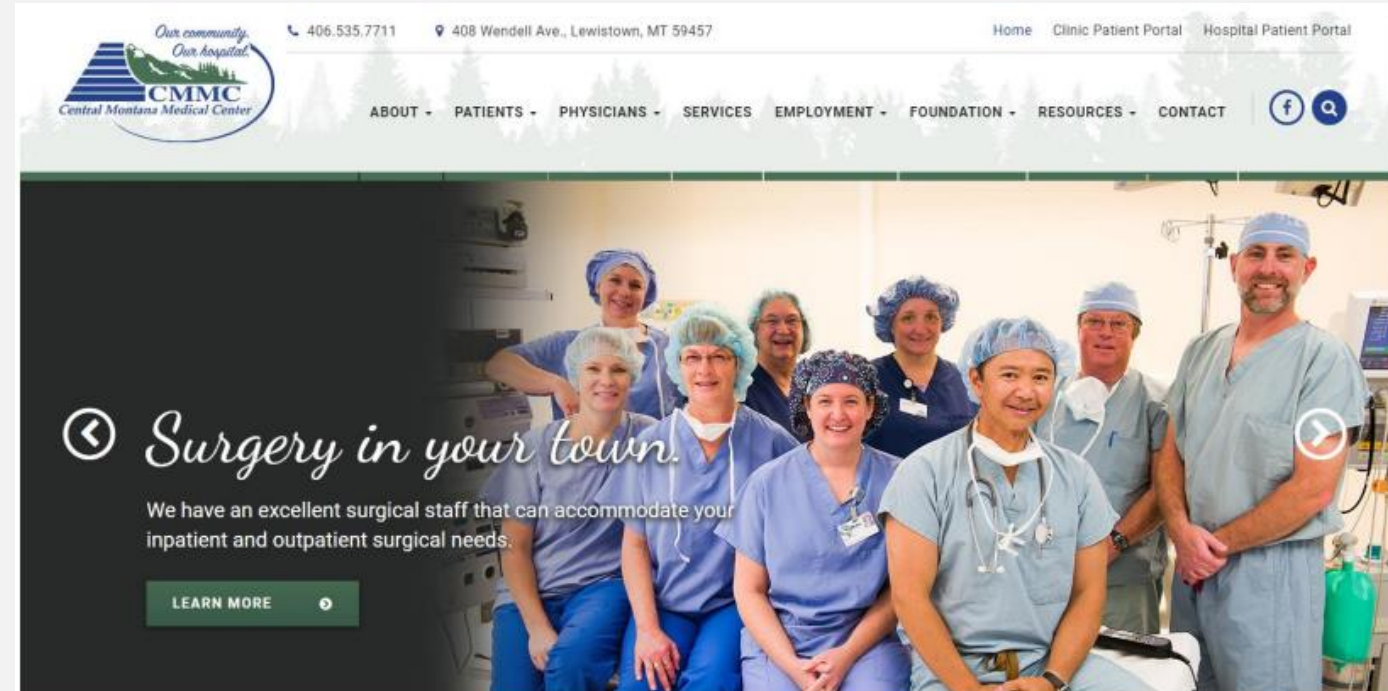 Our community.
Our hospital.
CMMC
Central Montana Medical Center
406.535.7711
408 Wendell Ave., Lewistown, MT 59457
Home
Clinic Patient Portal
Hospital Patient Portal
ABOUT
PATIENTS
PHYSICIANS
SERVICES
EMPLOYMENT
FOUNDATION
RESOURCES
CONTACT
f
Surgery in your town.
We have an excellent surgical staff that can accommodate your
inpatient and outpatient surgical needs.
LEARN MORE